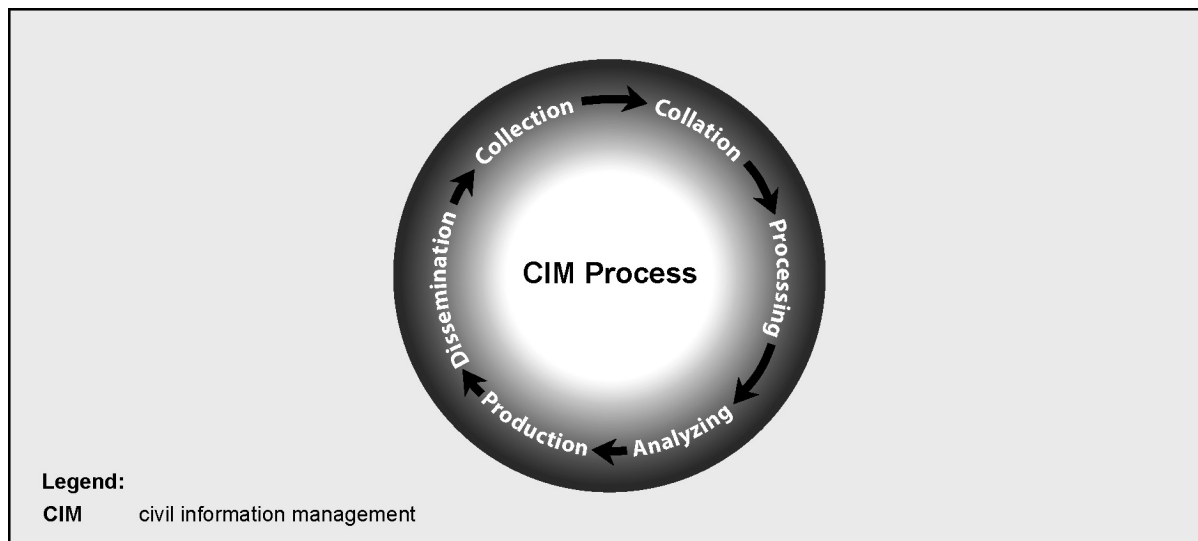 Collection
Collation
Processing
Analyzing
Production
Dissemination
CIM Process
Legend:
CIM civil information management